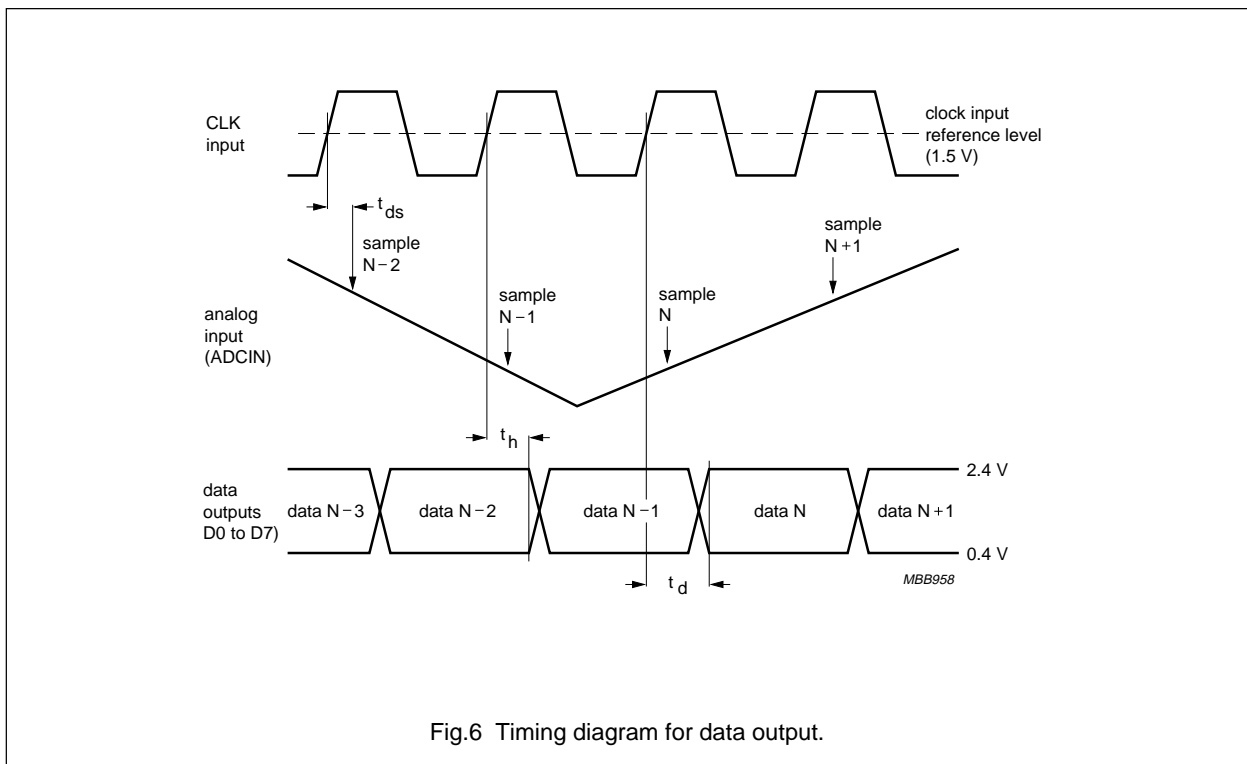 CLK
input
clock input
reference level
(1.5 V)
t ds
sample
N−2
sample
N+1
sample
N−1
sample
N
analog
input
(ADCIN)
t h
data
outputs
D0 to D7)
data N−3
data N−2
data N−1
data N
data N+1
2.4 V
0.4 V
t d
MBB958
Fig.6 Timing diagram for data output.